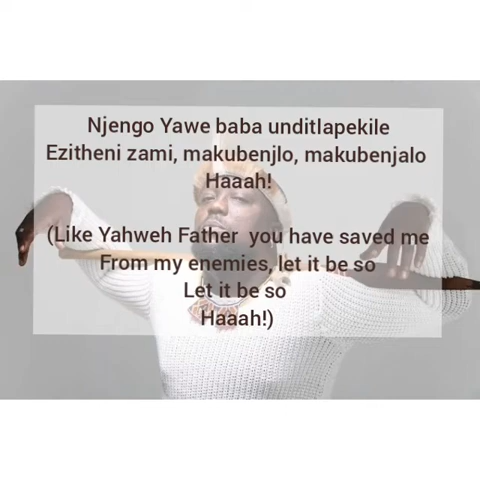 Njengo Yawe baba unditlapekile
Ezitheni zami, makubenjlo, makubenjalo
Haaah!
(Like Yahweh Father you have saved me
From my enemies, let it be so
Let it be so
Haaah!)